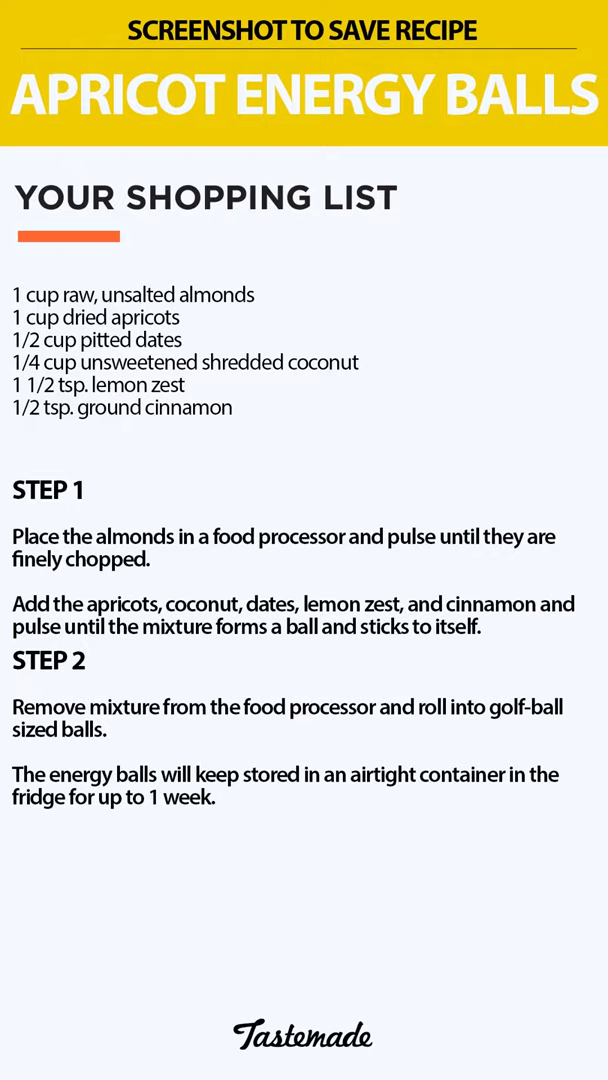 SCREENSHOT TO SAVE RECIPE
APRICOT ENERGY BALLS
YOUR SHOPPING LIST
1 cup raw, unsalted almonds
1 cup dried apricots
1/2 cup pitted dates
1/4 cup unsweetened shredded coconut
1 1/2 tsp. lemon zest
1/2 tsp. ground cinnamon
STEP 1
Place the almonds in a food processor and pulse until they are
finely chopped.
Add the apricots, coconut, dates, lemon zest, and cinnamon and
pulse until the mixture forms a ball and sticks to itself.
STEP 2
Remove mixture from the food processor and roll into golf-ball
sized balls.
The energy balls will keep stored in an airtight container in the
fridge for up to 1 week.
Tastemade